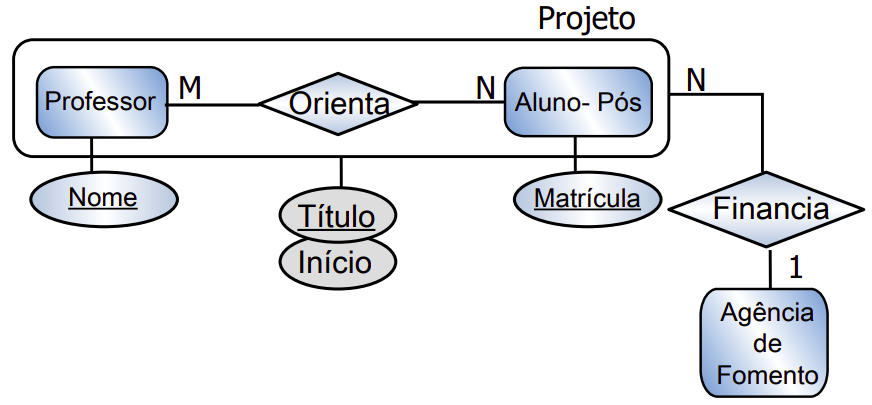 Projeto
Professor
M
Orienta
N
Aluno- Pós
N
Nome
Título
Início
Matrícula
Financia
1
Agência
de
Fomento